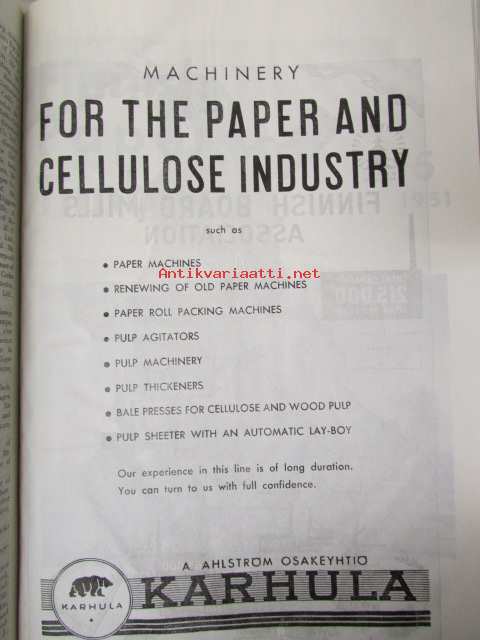 MACHINERY
FOR THE PAPER AND
CELLULOSE INDUSTRY
such as
• PAPER MACHINES
Antikvariaatti.net
• RENEWING OF OLD PAPER MACHINES
• PAPER ROLL PACKING MACHINES
• PULP AGITATORS
• PULP MACHINERY
• PULP THICKENERS
• BALE PRESSES FOR CELLULOSE AND WOOD PULP
• PULP SHEETER WITH AN AUTOMATIC LAY-BOY
Our experience in this line is of long duration.
You can turn to us with full confidence.
A. AHLSTRÖM OSAKEYHTIÖ
KARHULA
KARHULA